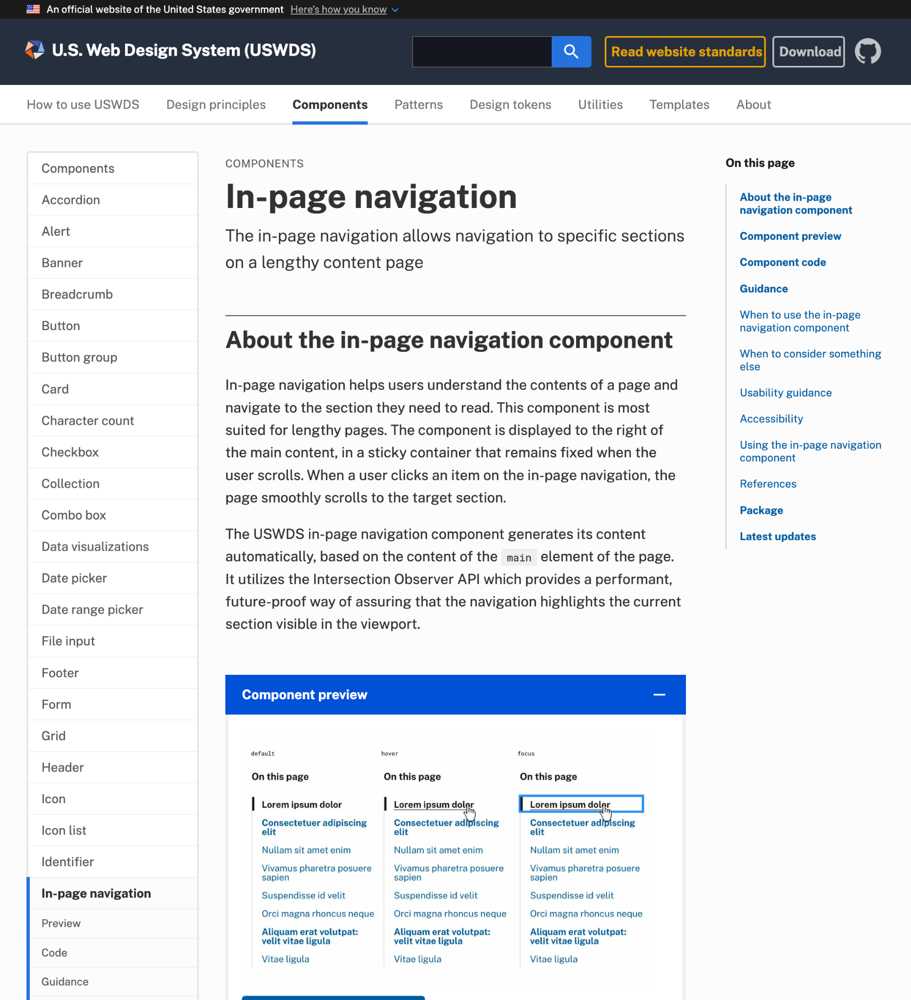 An official website of the United States government Here's how you know
U.S. Web Design System (USWDS)
Read website standards
Download
How to use USWDS
Design principles
Components
Patterns
Design tokens
Utilities
Templates
About
Components
Accordion
Alert
Banner
Breadcrumb
Button
Button group
Card
Character count
Checkbox
Collection
Combo box
Data visualizations
Date picker
Date range picker
File input
Footer
Form
Grid
Header
Icon
Icon list
Identifier
In-page navigation
Preview
Code
Guidance
COMPONENTS
In-page navigation
The in-page navigation allows navigation to specific sections
on a lengthy content page
About the in-page navigation component
In-page navigation helps users understand the contents of a page and
navigate to the section they need to read. This component is most
suited for lengthy pages. The component is displayed to the right of
the main content, in a sticky container that remains fixed when the
user scrolls. When a user clicks an item on the in-page navigation, the
page smoothly scrolls to the target section.
The USWDS in-page navigation component generates its content
automatically, based on the content of the main element of the page.
It utilizes the Intersection Observer API which provides a performant,
future-proof way of assuring that the navigation highlights the current
section visible in the viewport.
Component preview
default
On this page
Lorem ipsum dolor
Consectetuer adipiscing
elit
Nullam sit amet enim
Vivamus pharetra posuere
sapien
Suspendisse id velit
Orci magna rhoncus neque
Aliquam erat volutpat:
velit vitae ligula
Vitae ligula
hover
On this page
Lorem ipsum dolor
Consectetuer adipiscing
elit
Nullam sit amet enim
Vivamus pharetra posuere
sapien
Suspendisse id velit
Orci magna rhoncus neque
Aliquam erat volutpat:
velit vitae ligula
Vitae ligula
focus
On this page
Lorem ipsum dolor
Consectetuer adipiscing
elit
Nullam sit amet enim
Vivamus pharetra posuere
sapien
Suspendisse id velit
Orci magna rhoncus neque
Aliquam erat volutpat:
velit vitae ligula
Vitae ligula
On this page
About the in-page
navigation component
Component preview
Component code
Guidance
When to use the in-page
navigation component
When to consider something
else
Usability guidance
Accessibility
Using the in-page navigation
component
References
Package
Latest updates